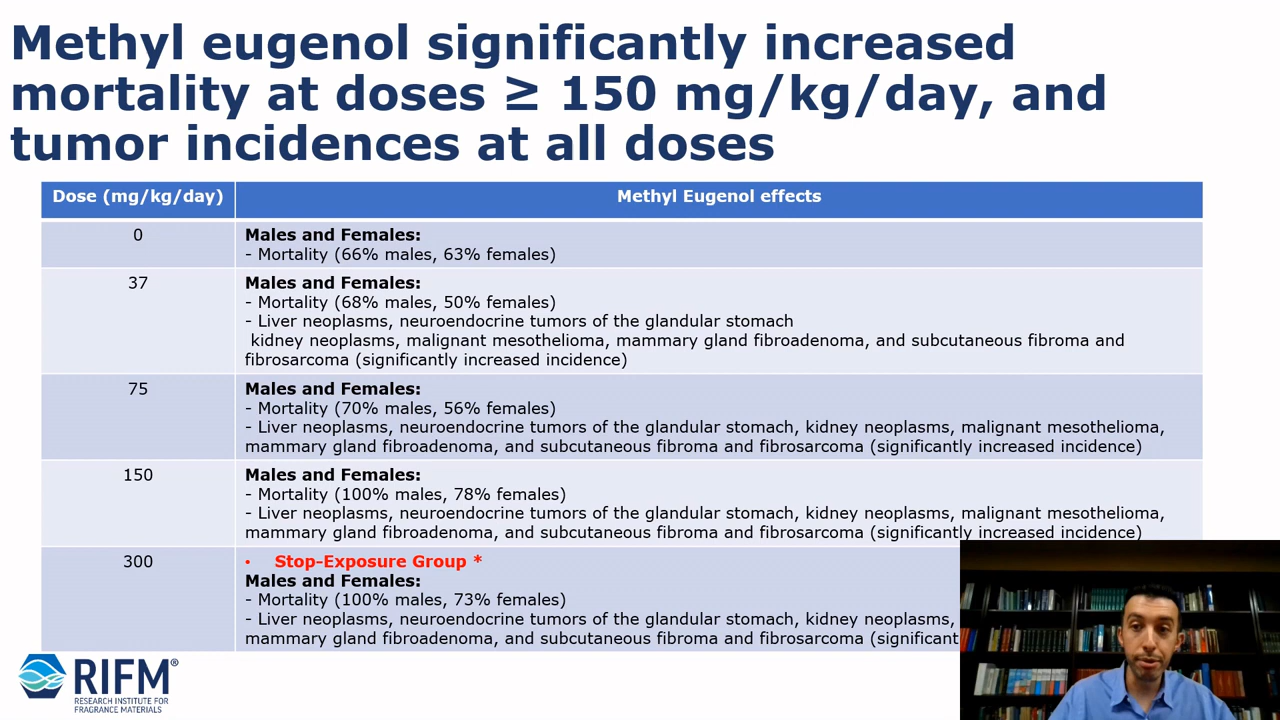 Methyl eugenol significantly increased
mortality at doses ≥ 150 mg/kg/day, and
tumor incidences at all doses
Dose (mg/kg/day)
Methyl Eugenol effects
0
Males and Females:
- Mortality (66% males, 63% females)
37
Males and Females:
- Mortality (68% males, 50% females)
- Liver neoplasms, neuroendocrine tumors of the glandular stomach
kidney neoplasms, malignant mesothelioma, mammary gland fibroadenoma, and subcutaneous fibroma and
fibrosarcoma (significantly increased incidence)
75
Males and Females:
- Mortality (70% males, 56% females)
- Liver neoplasms, neuroendocrine tumors of the glandular stomach, kidney neoplasms, malignant mesothelioma,
mammary gland fibroadenoma, and subcutaneous fibroma and fibrosarcoma (significantly increased incidence)
150
Males and Females:
- Mortality (100% males, 78% females)
- Liver neoplasms, neuroendocrine tumors of the glandular stomach, kidney neoplasms, malignant mesothelioma,
mammary gland fibroadenoma, and subcutaneous fibroma and fibrosarcoma (significantly increased incidence)
300
• Stop-Exposure Group *
Males and Females:
- Mortality (100% males, 73% females)
- Liver neoplasms, neuroendocrine tumors of the glandular stomach, kidney neoplasms,
mammary gland fibroadenoma, and subcutaneous fibroma and fibrosarcoma (significant
RIFM®
RESEARCH INSTITUTE FOR
FRAGRANCE MATERIALS